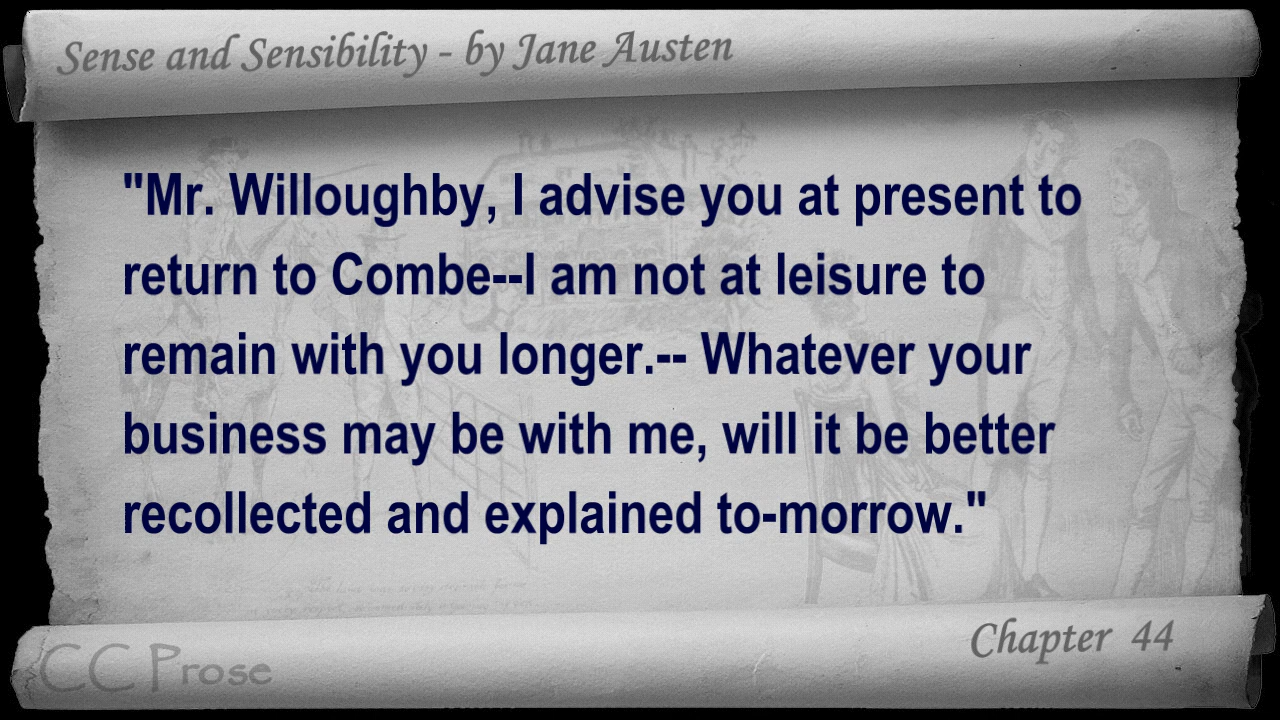 Sense and Sensibility - by Jane Austen
"Mr. Willoughby, I advise you at present to
return to Combe--I am not at leisure to
remain with you longer.-- Whatever your
business may be with me, will it be better
recollected and explained to-morrow."
Chapter 44
CC Prose